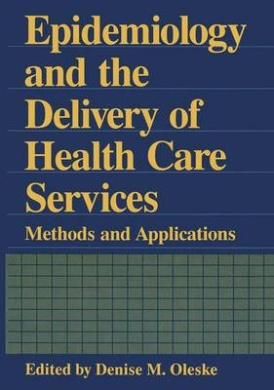 Epidemiology
and the
Delivery of
Health Care
Services
Methods and Applications
Edited by Denise M. Oleske